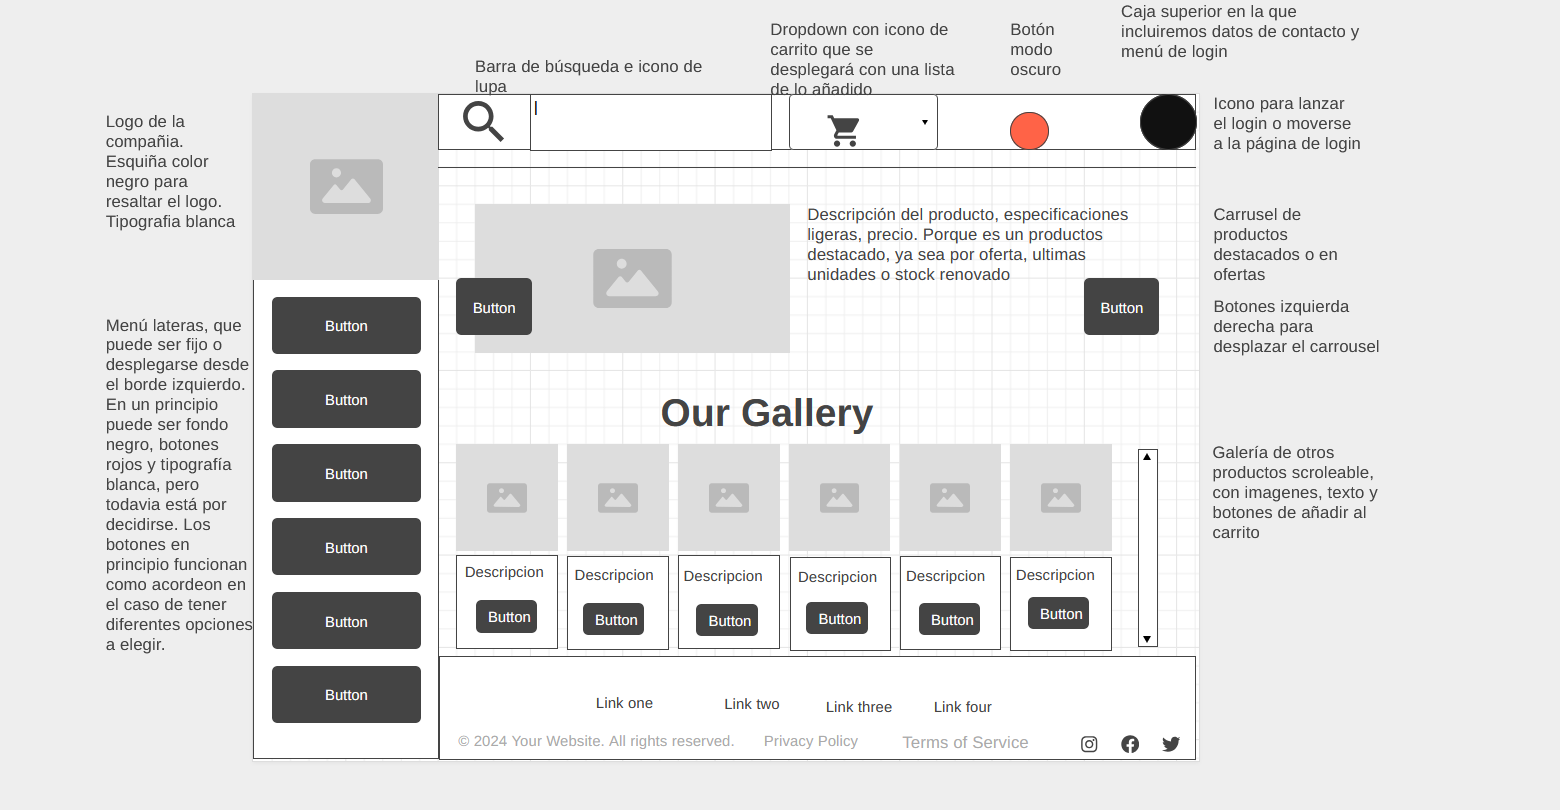 Caja superior en la que
incluiremos datos de contacto y
menú de login
Dropdown con icono de
carrito que se
desplegará con una lista
de lo añadido
Botón
modo
oscuro
Barra de búsqueda e icono de
lupa
Logo de la
compañia.
Esquiña color
negro para
resaltar el logo.
Tipografia blanca
Icono para lanzar
el login o moverse
a la página de login
Descripción del producto, especificaciones
ligeras, precio. Porque es un productos
destacado, ya sea por oferta, ultimas
unidades o stock renovado
Carrusel de
productos
destacados o en
ofertas
Botones izquierda
derecha para
desplazar el carrousel
Button
Button
Menú lateras, que
puede ser fijo o
desplegarse desde
el borde izquierdo.
En un principio
puede ser fondo
negro, botones
rojos y tipografía
blanca, pero
todavia está por
decidirse. Los
botones en
principio funcionan
como acordeon en
el caso de tener
diferentes opciones
a elegir.
Button
Button
Button
Button
Button
Button
Our Gallery
Galería de otros
productos scroleable,
con imagenes, texto y
botones de añadir al
carrito
Descripcion
Descripcion
Descripcion
Descripcion
Descripcion
Descripcion
Button
Button
Button
Button
Button
Button
Link one
Link two
Link three
Link four
© 2024 Your Website. All rights reserved.
Privacy Policy
Terms of Service